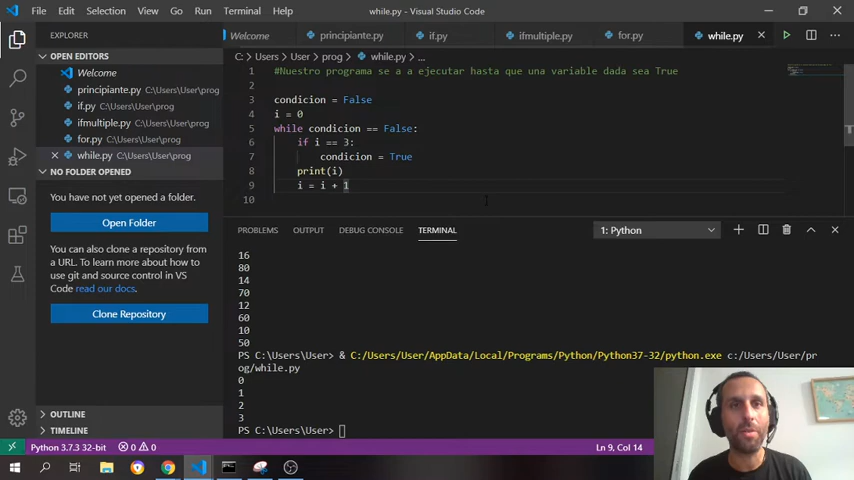 File Edit Selection View Go Run Terminal Help
while.py - Visual Studio Code
EXPLORER
Welcome principiante.py if.py ifmultiple.py for.py while.py
OPEN EDITORS
Welcome
principiante.py C:\Users\User\prog
if.py C:\Users\User\prog
ifmultiple.py C:\Users\User\prog
for.py C:\Users\User\prog
while.py C:\Users\User\prog
NO FOLDER OPENED
You have not yet opened a folder.
Open Folder
You can also clone a repository from
a URL. To learn more about how to
use git and source control in VS
Code read our docs.
Clone Repository
OUTLINE
TIMELINE
C: > Users > User > prog > while.py > ...
1 #Nuestro programa se a a ejecutar hasta que una variable dada sea True
2
3 condicion = False
4 i = 0
5 while condicion == False:
6 if i == 3:
7 condicion = True
8 print(i)
9 i = i + 1
10
PROBLEMS OUTPUT DEBUG CONSOLE TERMINAL
1: Python
16
80
14
70
12
60
10
50
PS C:\Users\User> & C:/Users/User/AppData/Local/Programs/Python/Python37-32/python.exe c:/Users/User/pr
og/while.py
0
1
2
3
PS C:\Users\User>
Python 3.7.3 32-bit 0 0
Ln 9, Col 14